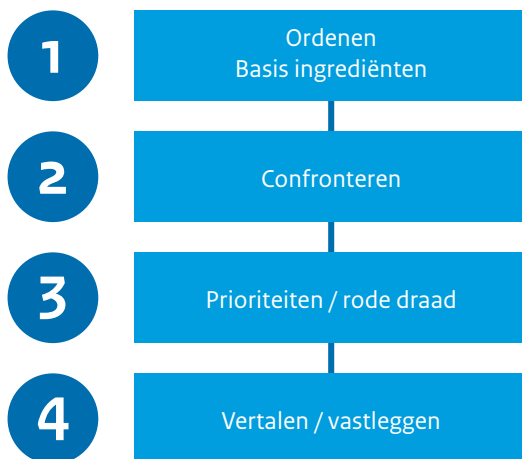 1
Ordenen
Basis ingrediënten
2
Confronteren
3
Prioriteiten / rode draad
4
Vertalen / vastleggen